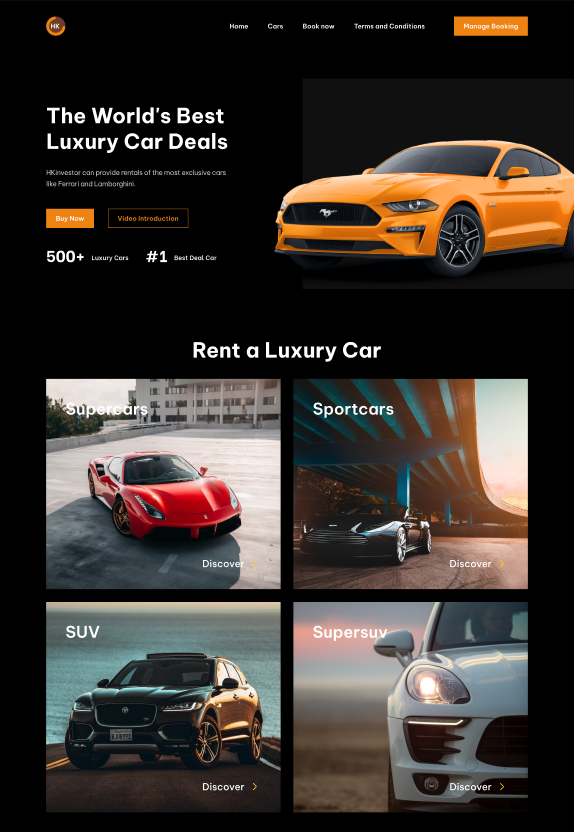 HK
Home
Cars
Book now
Terms and Conditions
Manage Booking
The World's Best
Luxury Car Deals
HKinvestor can provide rentals of the most exclusive cars
like Ferrari and Lamborghini.
Buy Now
Video Introduction
500+ Luxury Cars
#1 Best Deal Car
Rent a Luxury Car
Supercars
Sportcars
Discover
Discover
SUV
Supersuv
Discover
Discover